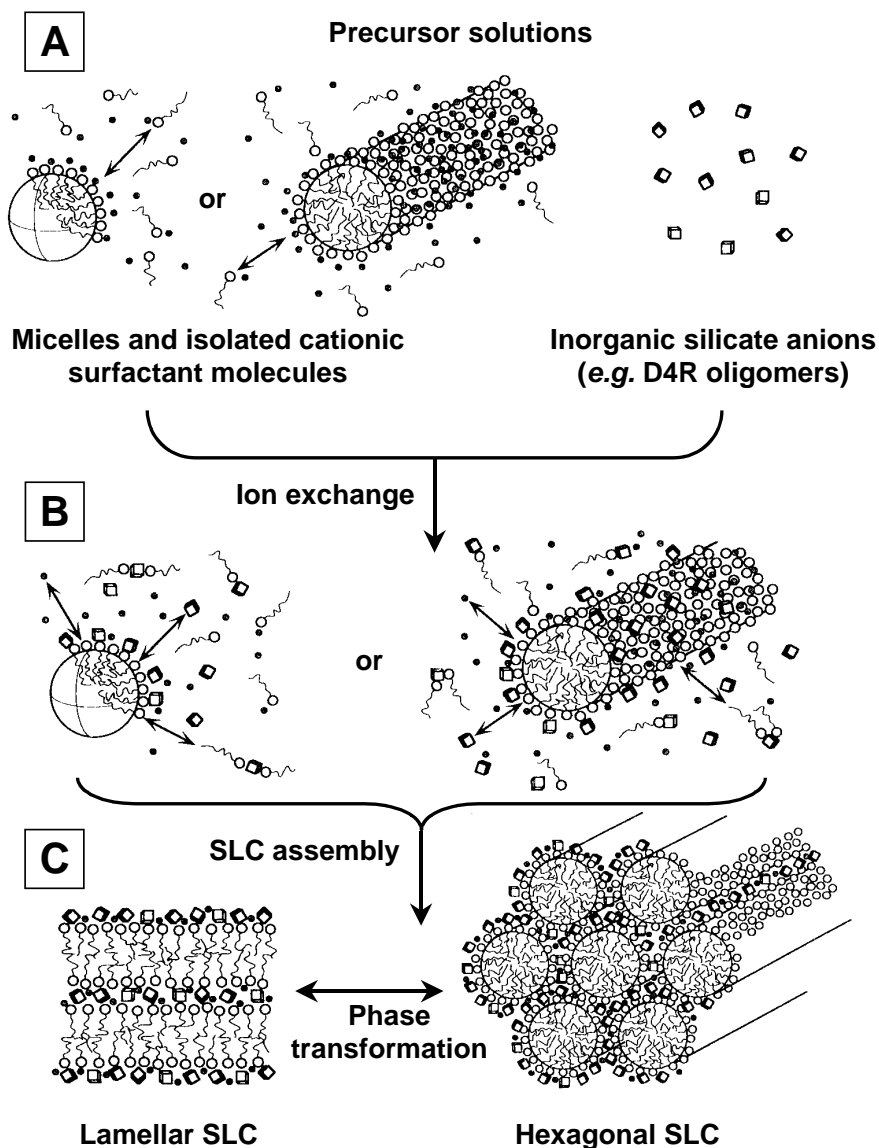 A
Precursor solutions
or
Micelles and isolated cationic
surfactant molecules
Inorganic silicate anions
(e.g. D4R oligomers)
Ion exchange
B
or
C
SLC assembly
Phase
transformation
Lamellar SLC
Hexagonal SLC